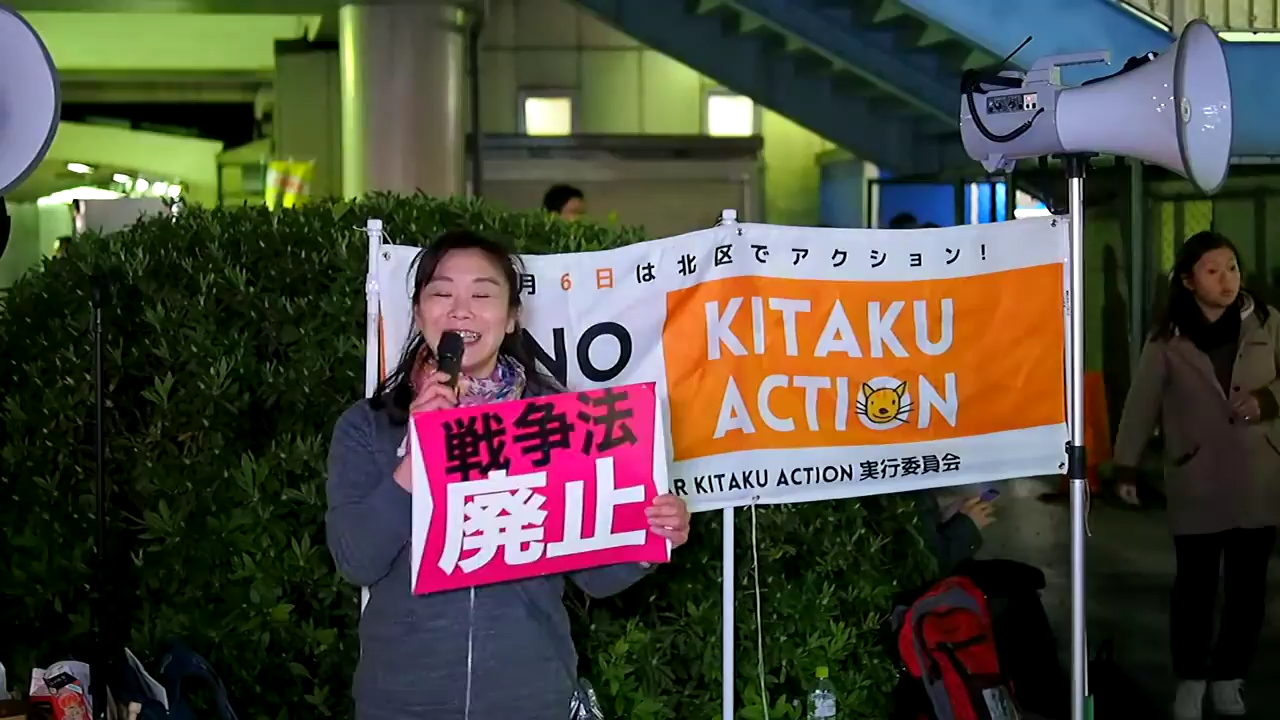 月6日は北区でアクション!
NO
KITAKU
ACTION
R KITAKU ACTION 実行委員会
戦争法
廃止